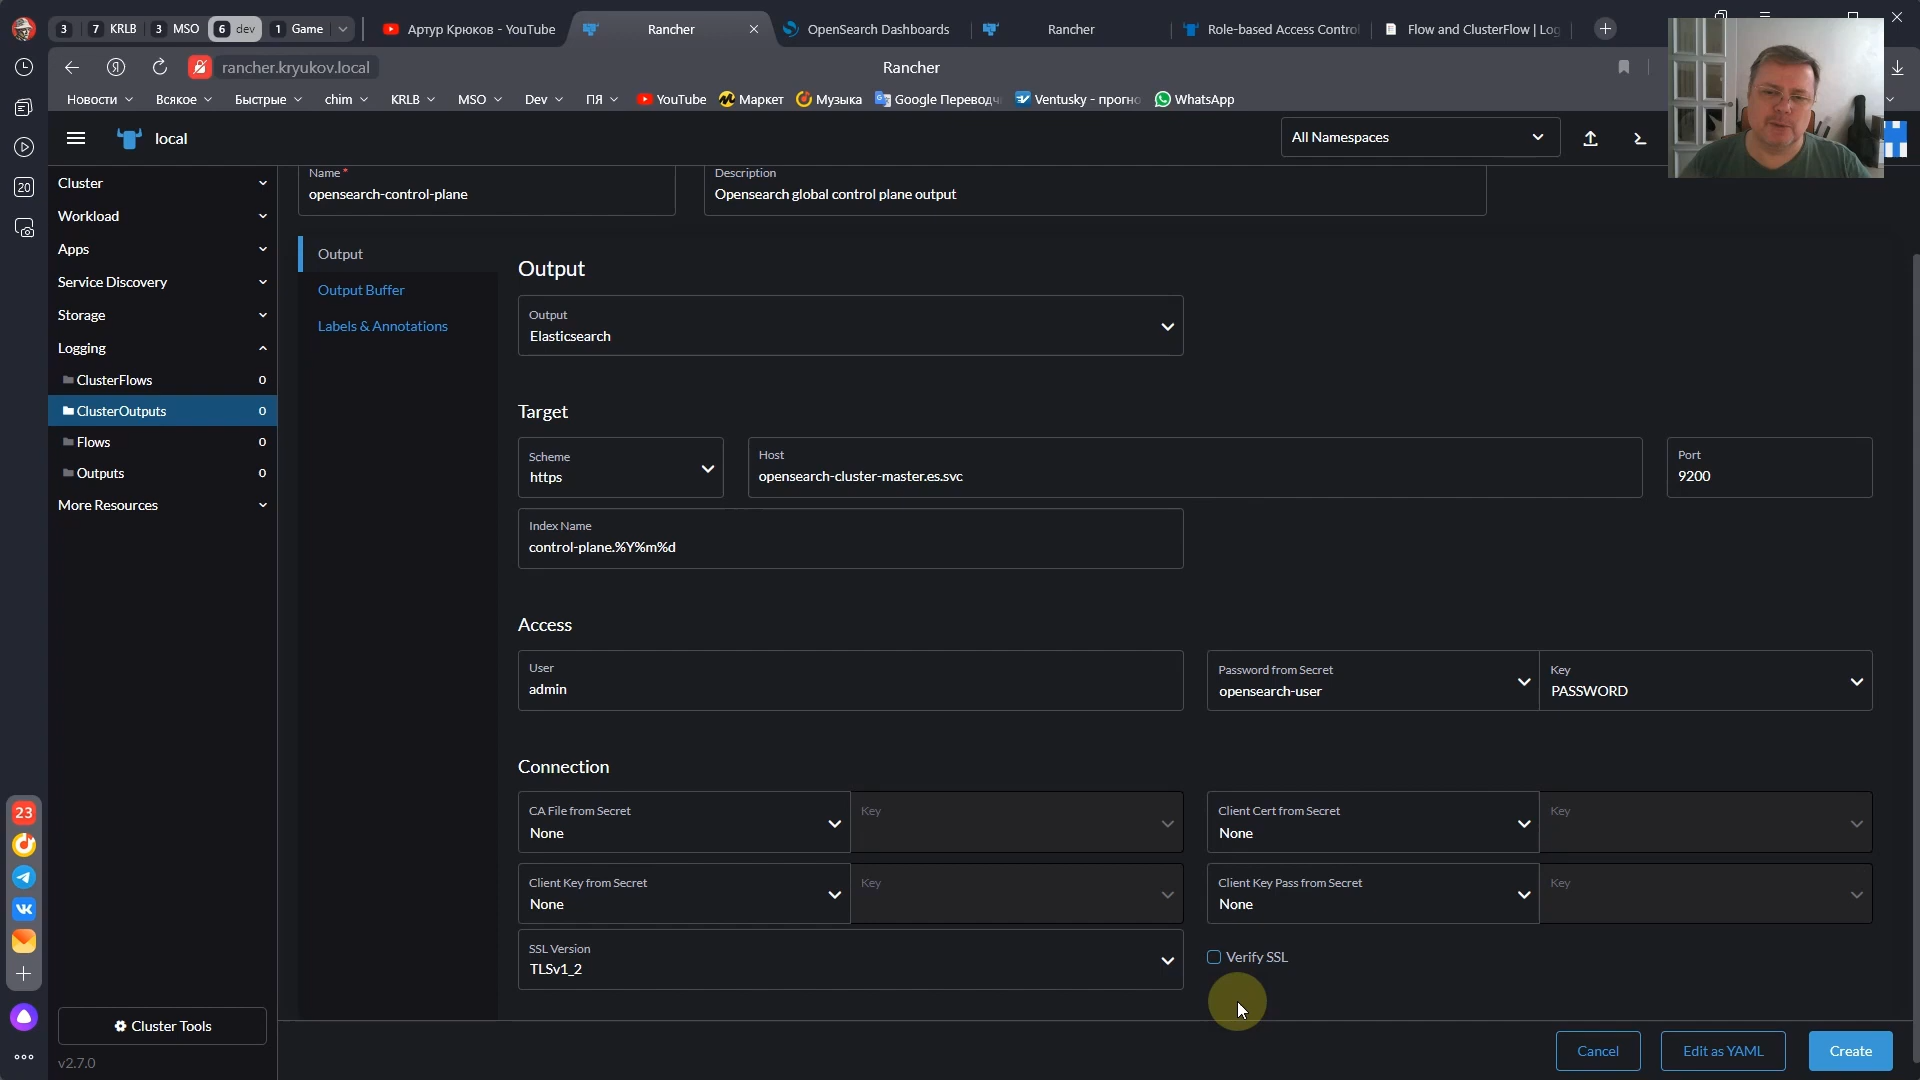 3
7 KRLB
3 MSO
6 dev
1 Game
Артур Крюков - YouTube
Rancher
OpenSearch Dashboards
Rancher
Role-based Access Control
Flow and ClusterFlow | Log
rancher.kryukov.local
Rancher
Новости
Всякое
Быстрые
chim
KRLB
MSO
Dev
ПЯ
YouTube
Маркет
Музыка
Google Переводч
Ventusky - прогно
WhatsApp
20
local
All Namespaces
Cluster
Workload
Apps
Service Discovery
Storage
Logging
ClusterFlows 0
ClusterOutputs 0
Flows 0
Outputs 0
More Resources
Cluster Tools
v2.7.0
23
Name *
opensearch-control-plane
Description
Opensearch global control plane output
Output
Output Buffer
Labels & Annotations
Output
Output
Elasticsearch
Target
Scheme
https
Host
opensearch-cluster-master.es.svc
Port
9200
Index Name
control-plane.%Y%m%d
Access
User
admin
Password from Secret
opensearch-user
Key
PASSWORD
Connection
CA File from Secret
None
Key
Client Cert from Secret
None
Key
Client Key from Secret
None
Key
Client Key Pass from Secret
None
Key
SSL Version
TLSv1_2
Verify SSL
Cancel
Edit as YAML
Create